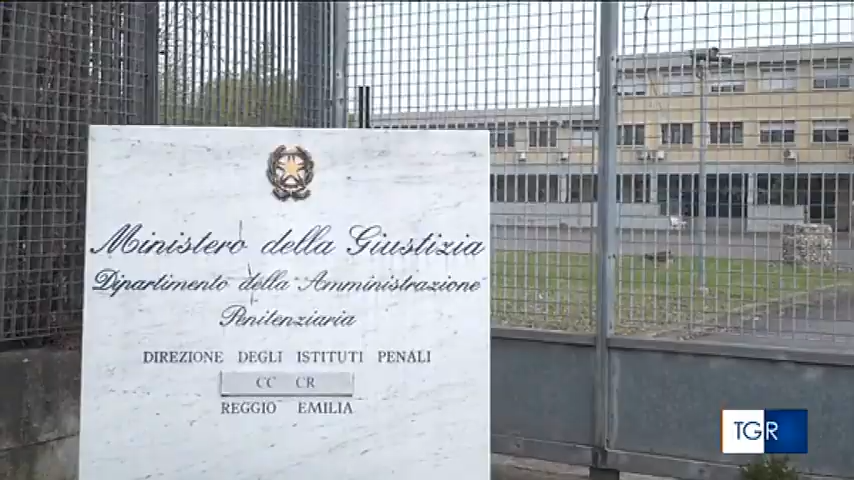 Ministero della Giustizia
Dipartimento della Amministrazione
Penitenziaria
DIREZIONE DEGLI ISTITUTI PENALI
CC CR
REGGIO EMILIA
TGR